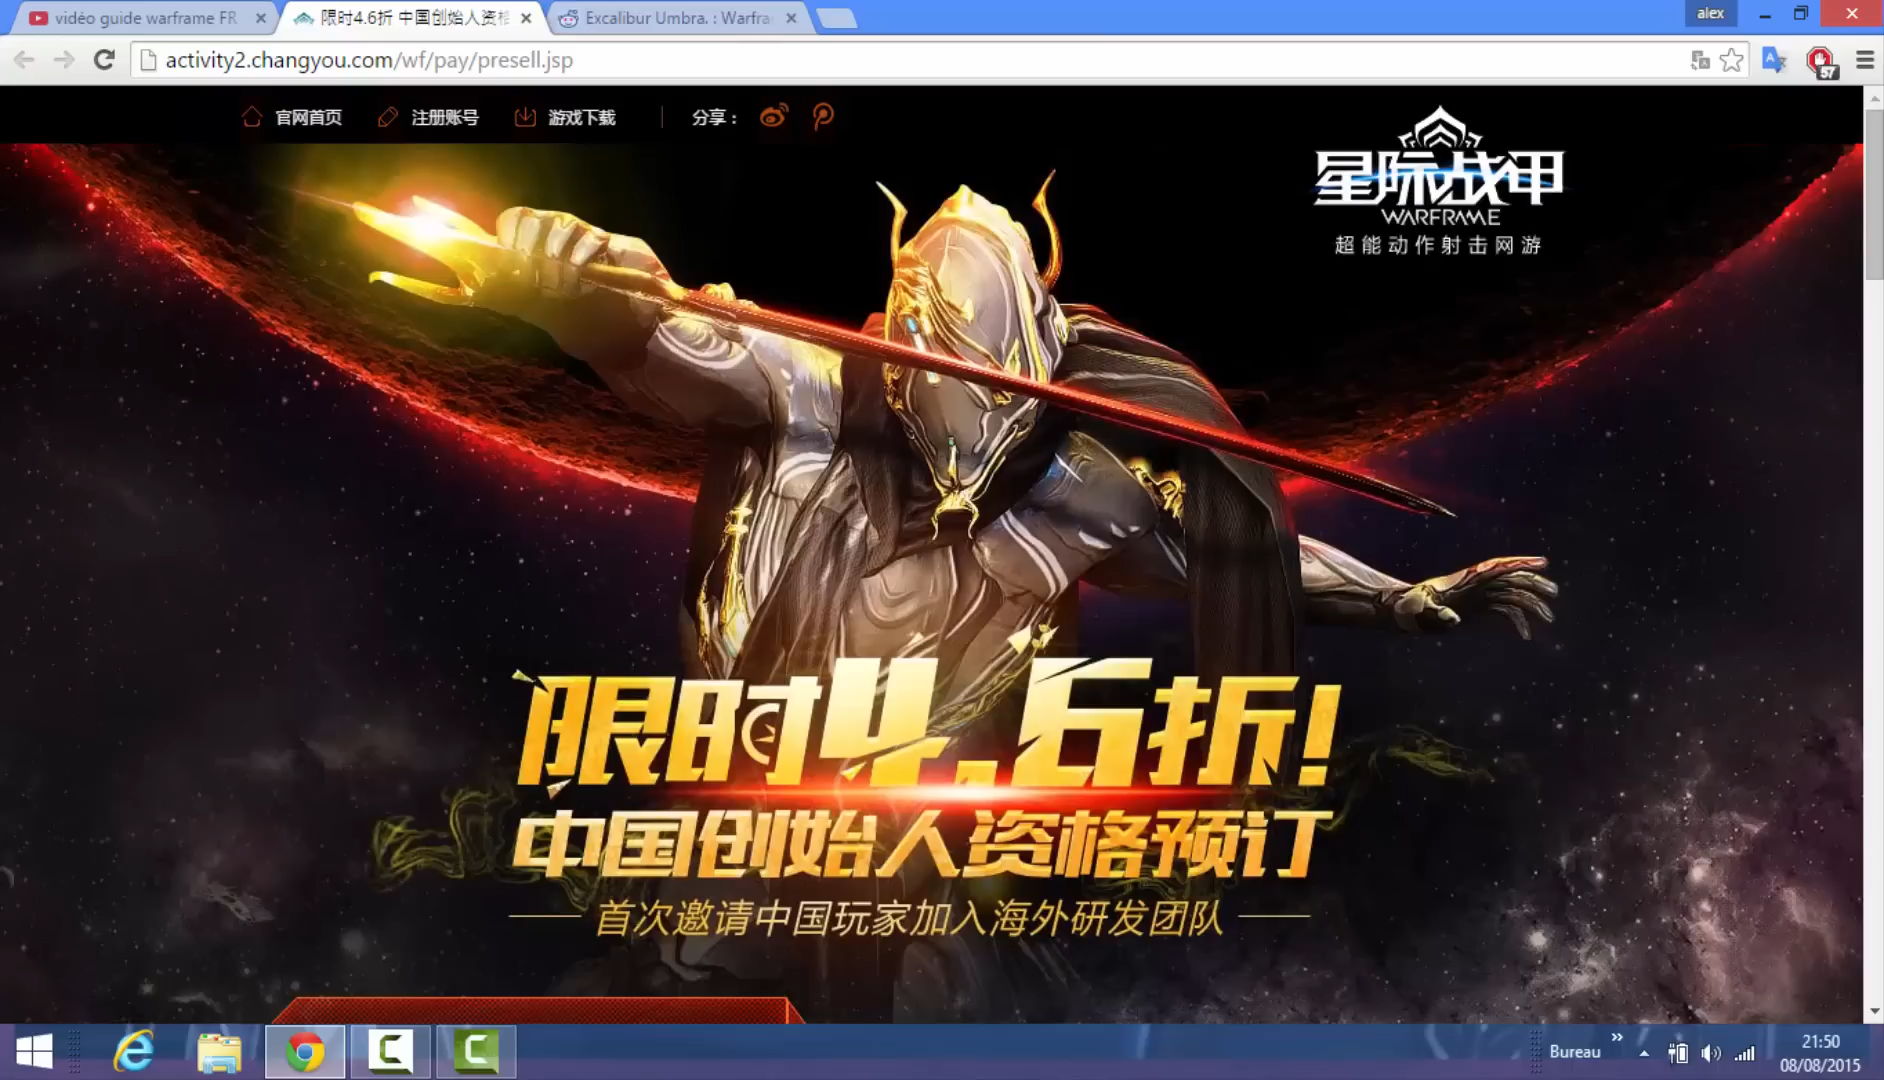 vidéo guide warframe FR
限时4.6折 中国创始人资格
Excalibur Umbra. : Warfra
alex
activity2.changyou.com/wf/pay/presell.jsp
57
官网首页
注册账号
游戏下载
分享：
星际战甲
WARFRAME
超能动作射击网游
限时4.6折!
中国创始人资格预订
首次邀请中国玩家加入海外研发团队
Bureau
21:50
08/08/2015